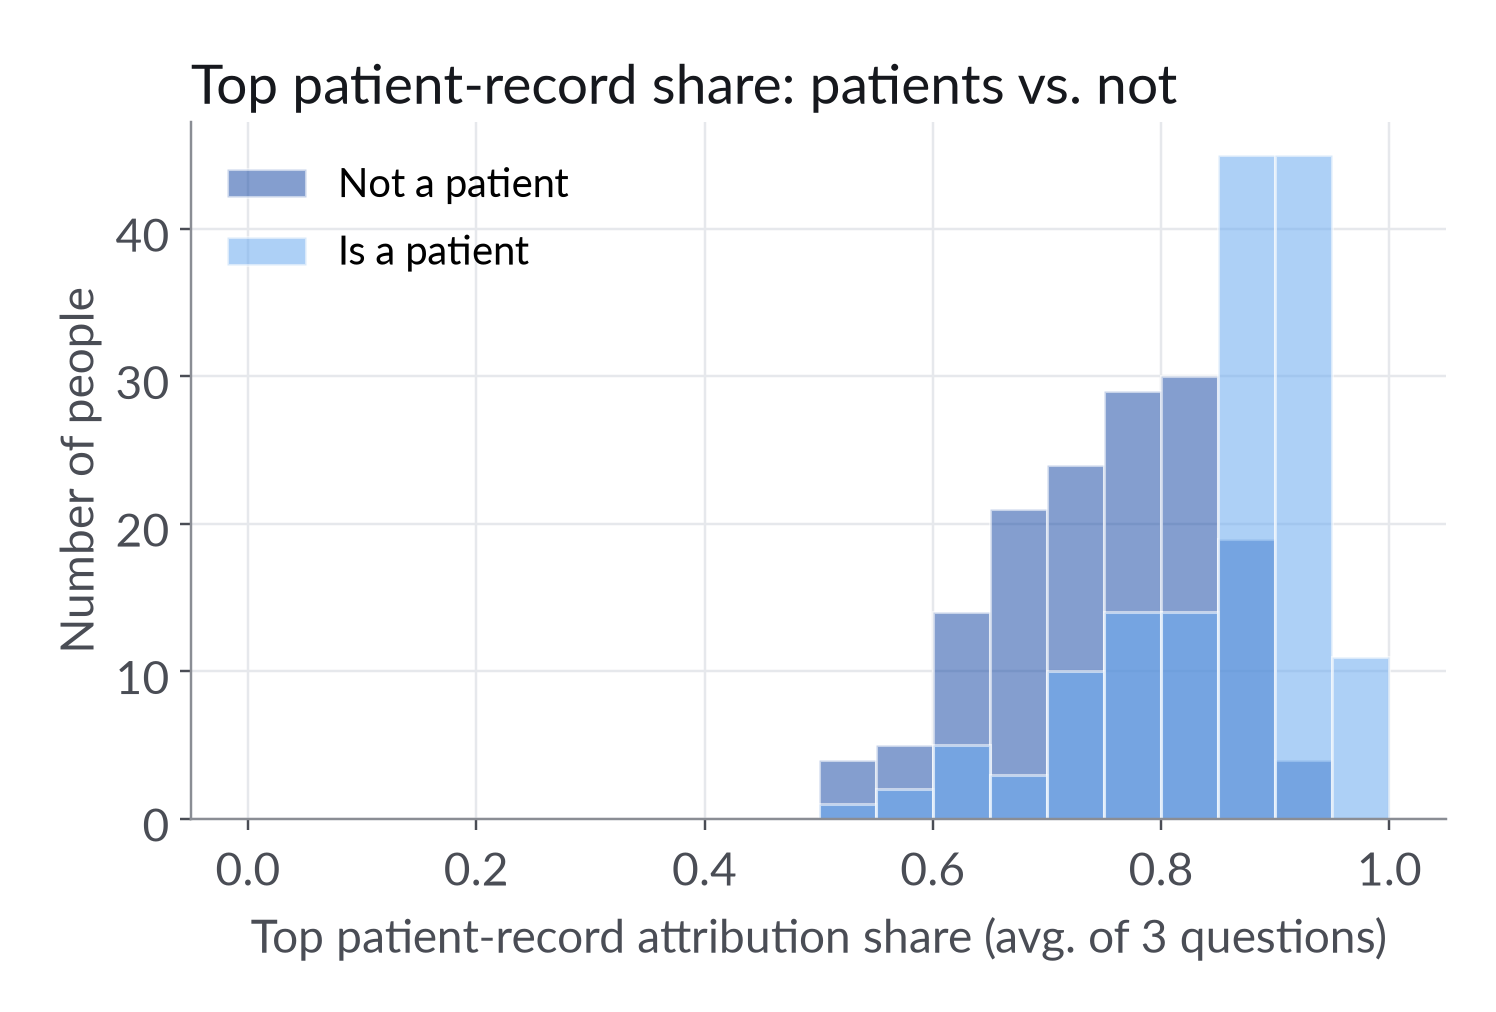 Top patient-record share: patients vs. not
Not a patient
Is a patient
Number of people
40
30
20
10
0
0.0 0.2 0.4 0.6 0.8 1.0
Top patient-record attribution share (avg. of 3 questions)